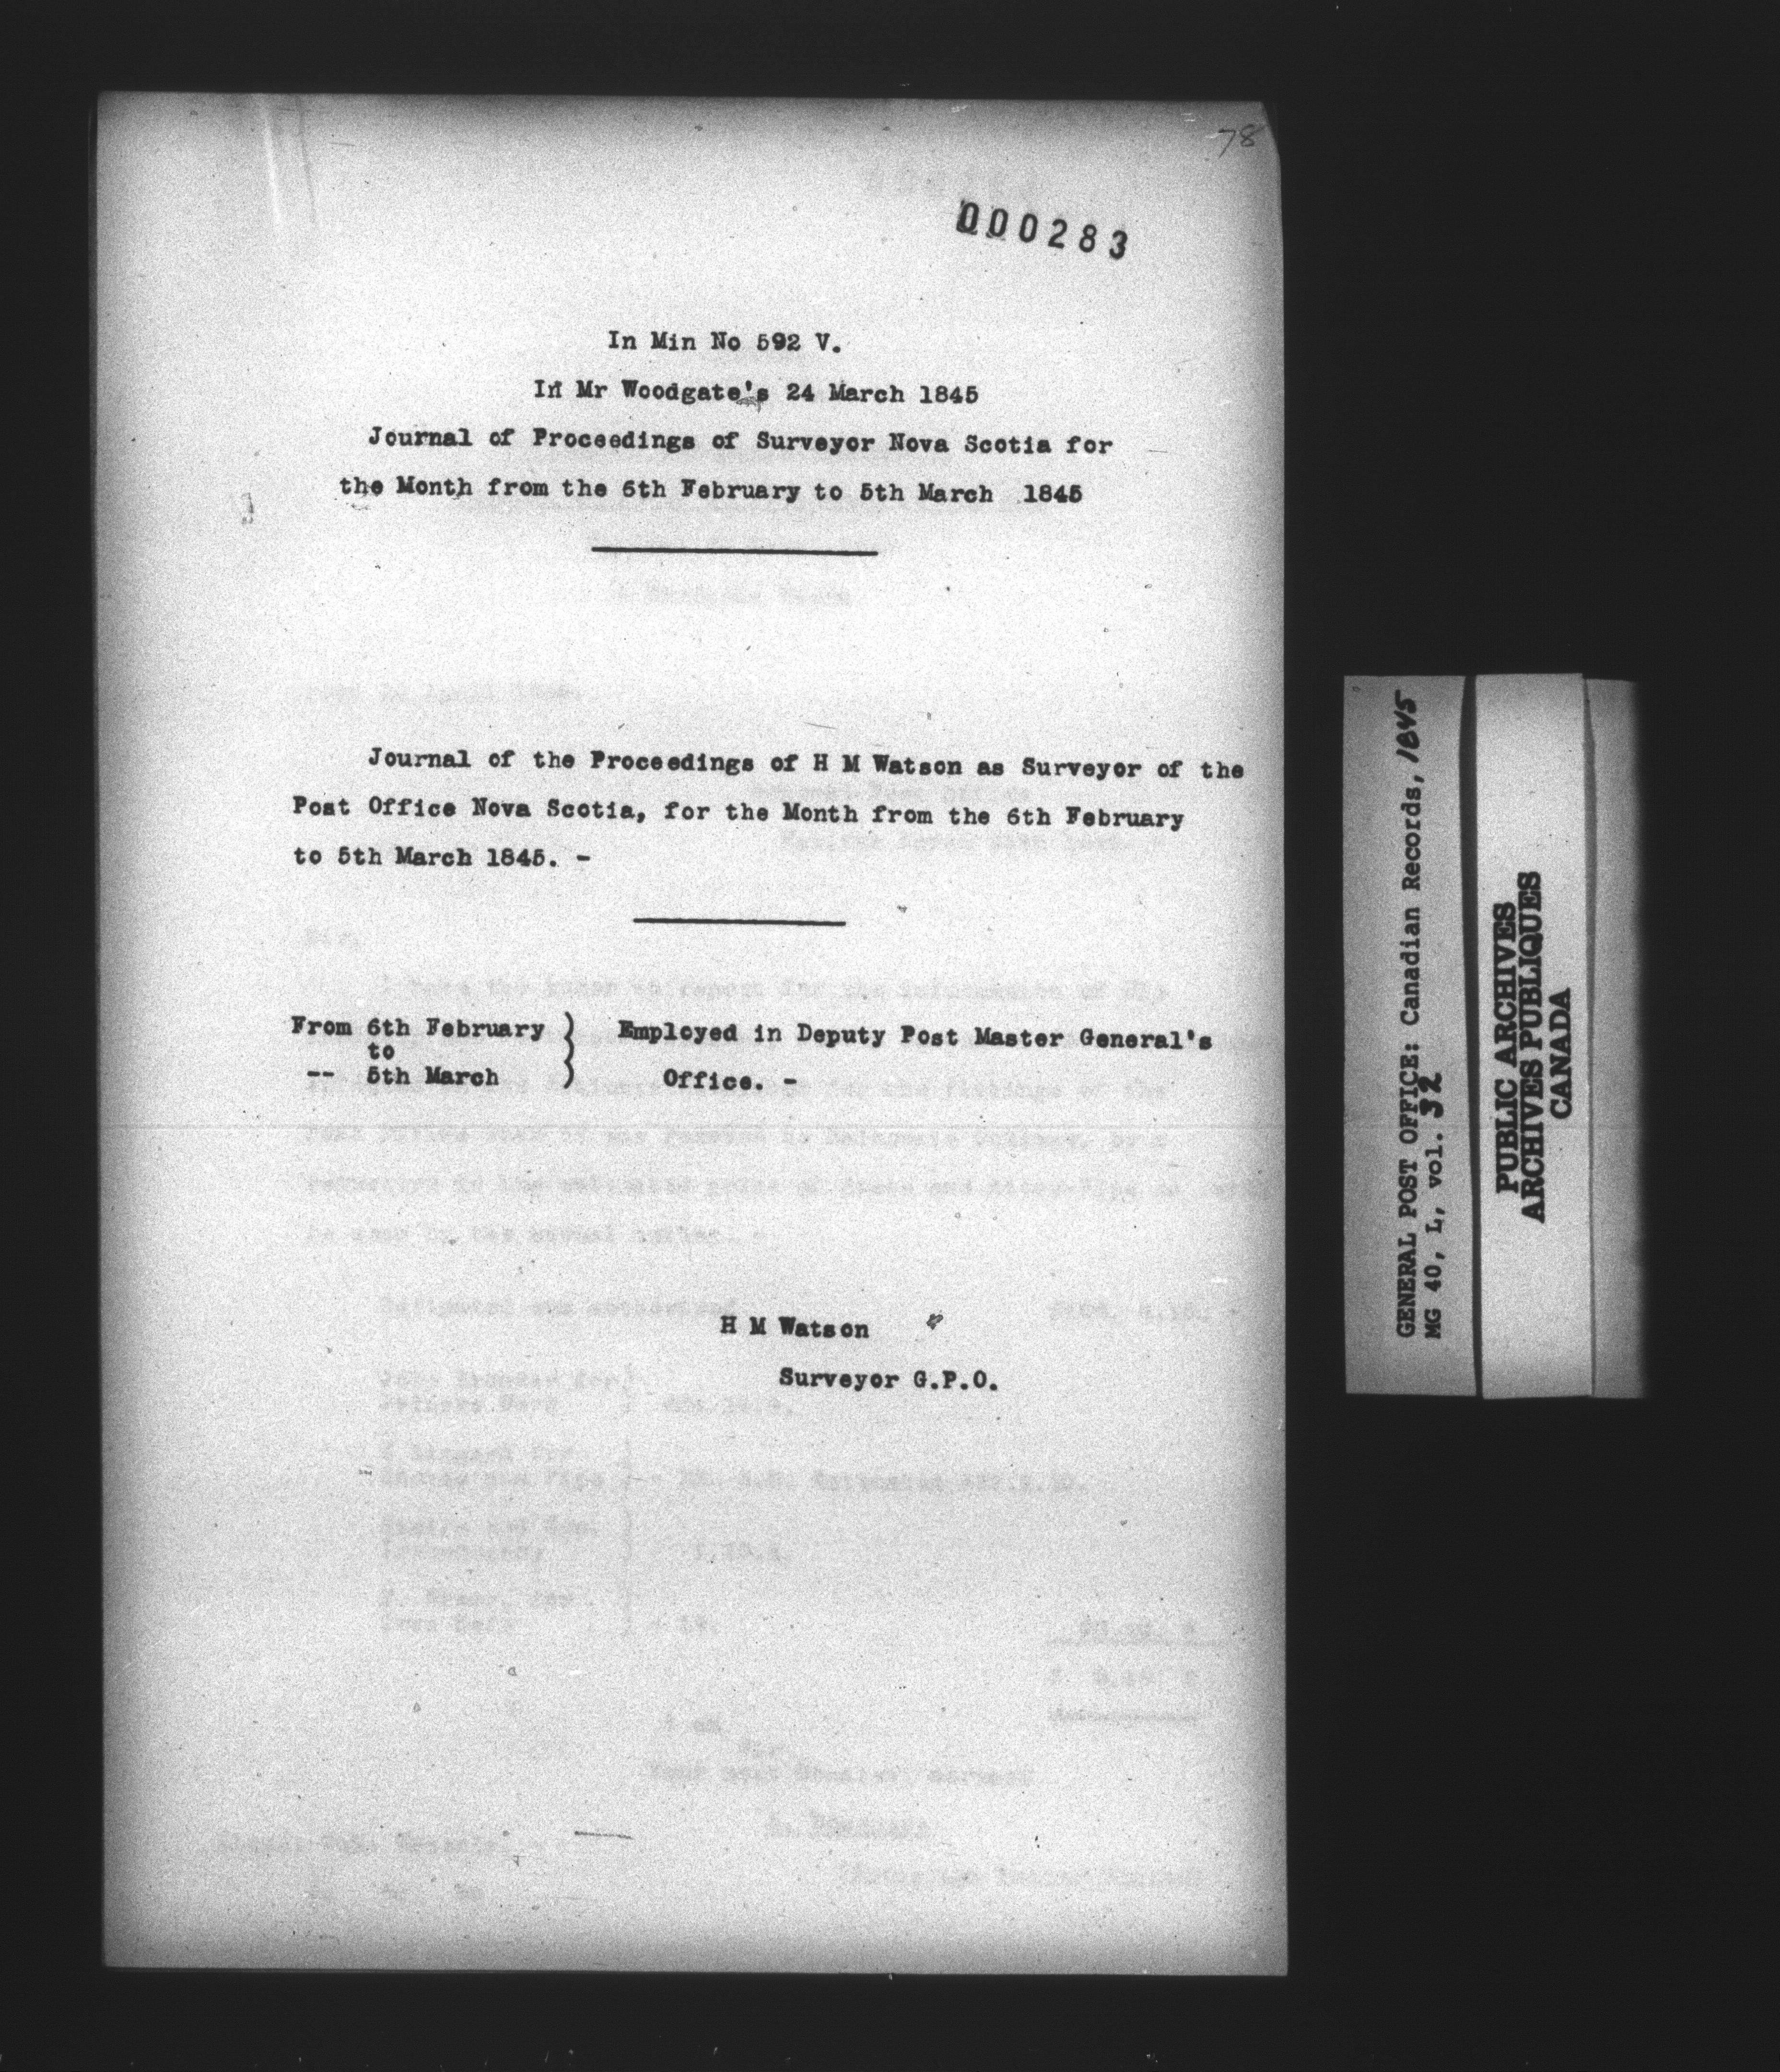 78
000283
In Min No 592 V.
In Mr Woodgate's 24 March 1845
Journal of Proceedings of Surveyor Nova Scotia for
the Month from the 6th February to 5th March 1845
Journal of the Proceedings of H M Watson as Surveyor of the
Post Office Nova Scotia, for the Month from the 6th February
to 5th March 1845. -
From 6th February
to
-- 5th March
Employed in Deputy Post Master General's
Office. -
H M Watson
Surveyor G.P.O.
GENERAL POST OFFICE: Canadian Records, 1845
MG 40, L, vol. 32
PUBLIC ARCHIVES
ARCHIVES PUBLIQUES
CANADA